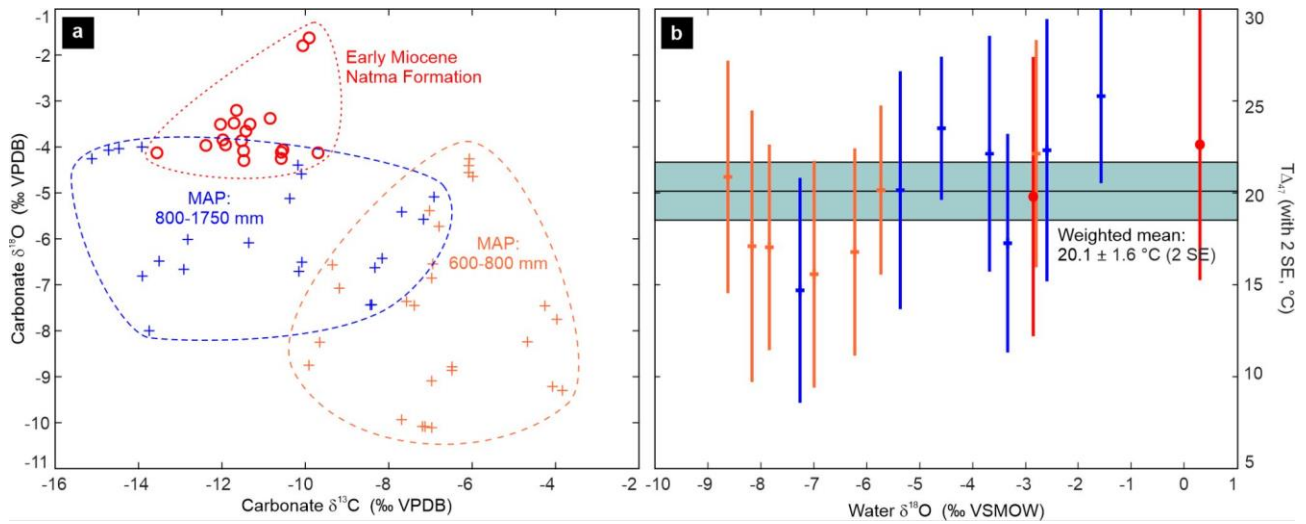 a
-1
-2
-3
-4
-5
-6
-7
-8
-9
-10
-11
Carbonate δ18O (‰ VPDB)
Early Miocene
Natma Formation
MAP:
800-1750 mm
MAP:
600-800 mm
-16
-14
-12
-10
-8
-6
-4
-2
Carbonate δ13C (‰ VPDB)
b
30
25
20
15
10
5
TΔ47 (with 2 SE, °C)
Weighted mean:
20.1 ± 1.6 °C (2 SE)
-10
-9
-8
-7
-6
-5
-4
-3
-2
-1
0
1
Water δ18O (‰ VSMOW)